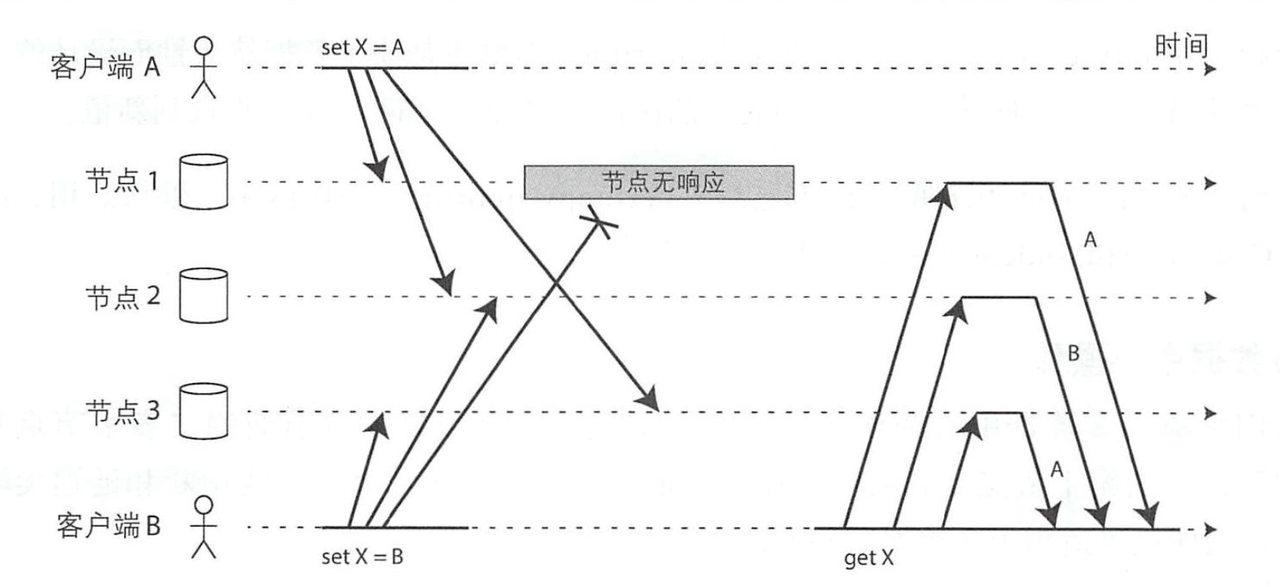 set X = A
时间
客户端 A
节点 1
节点无响应
A
节点 2
B
节点 3
A
客户端 B
set X = B
get X